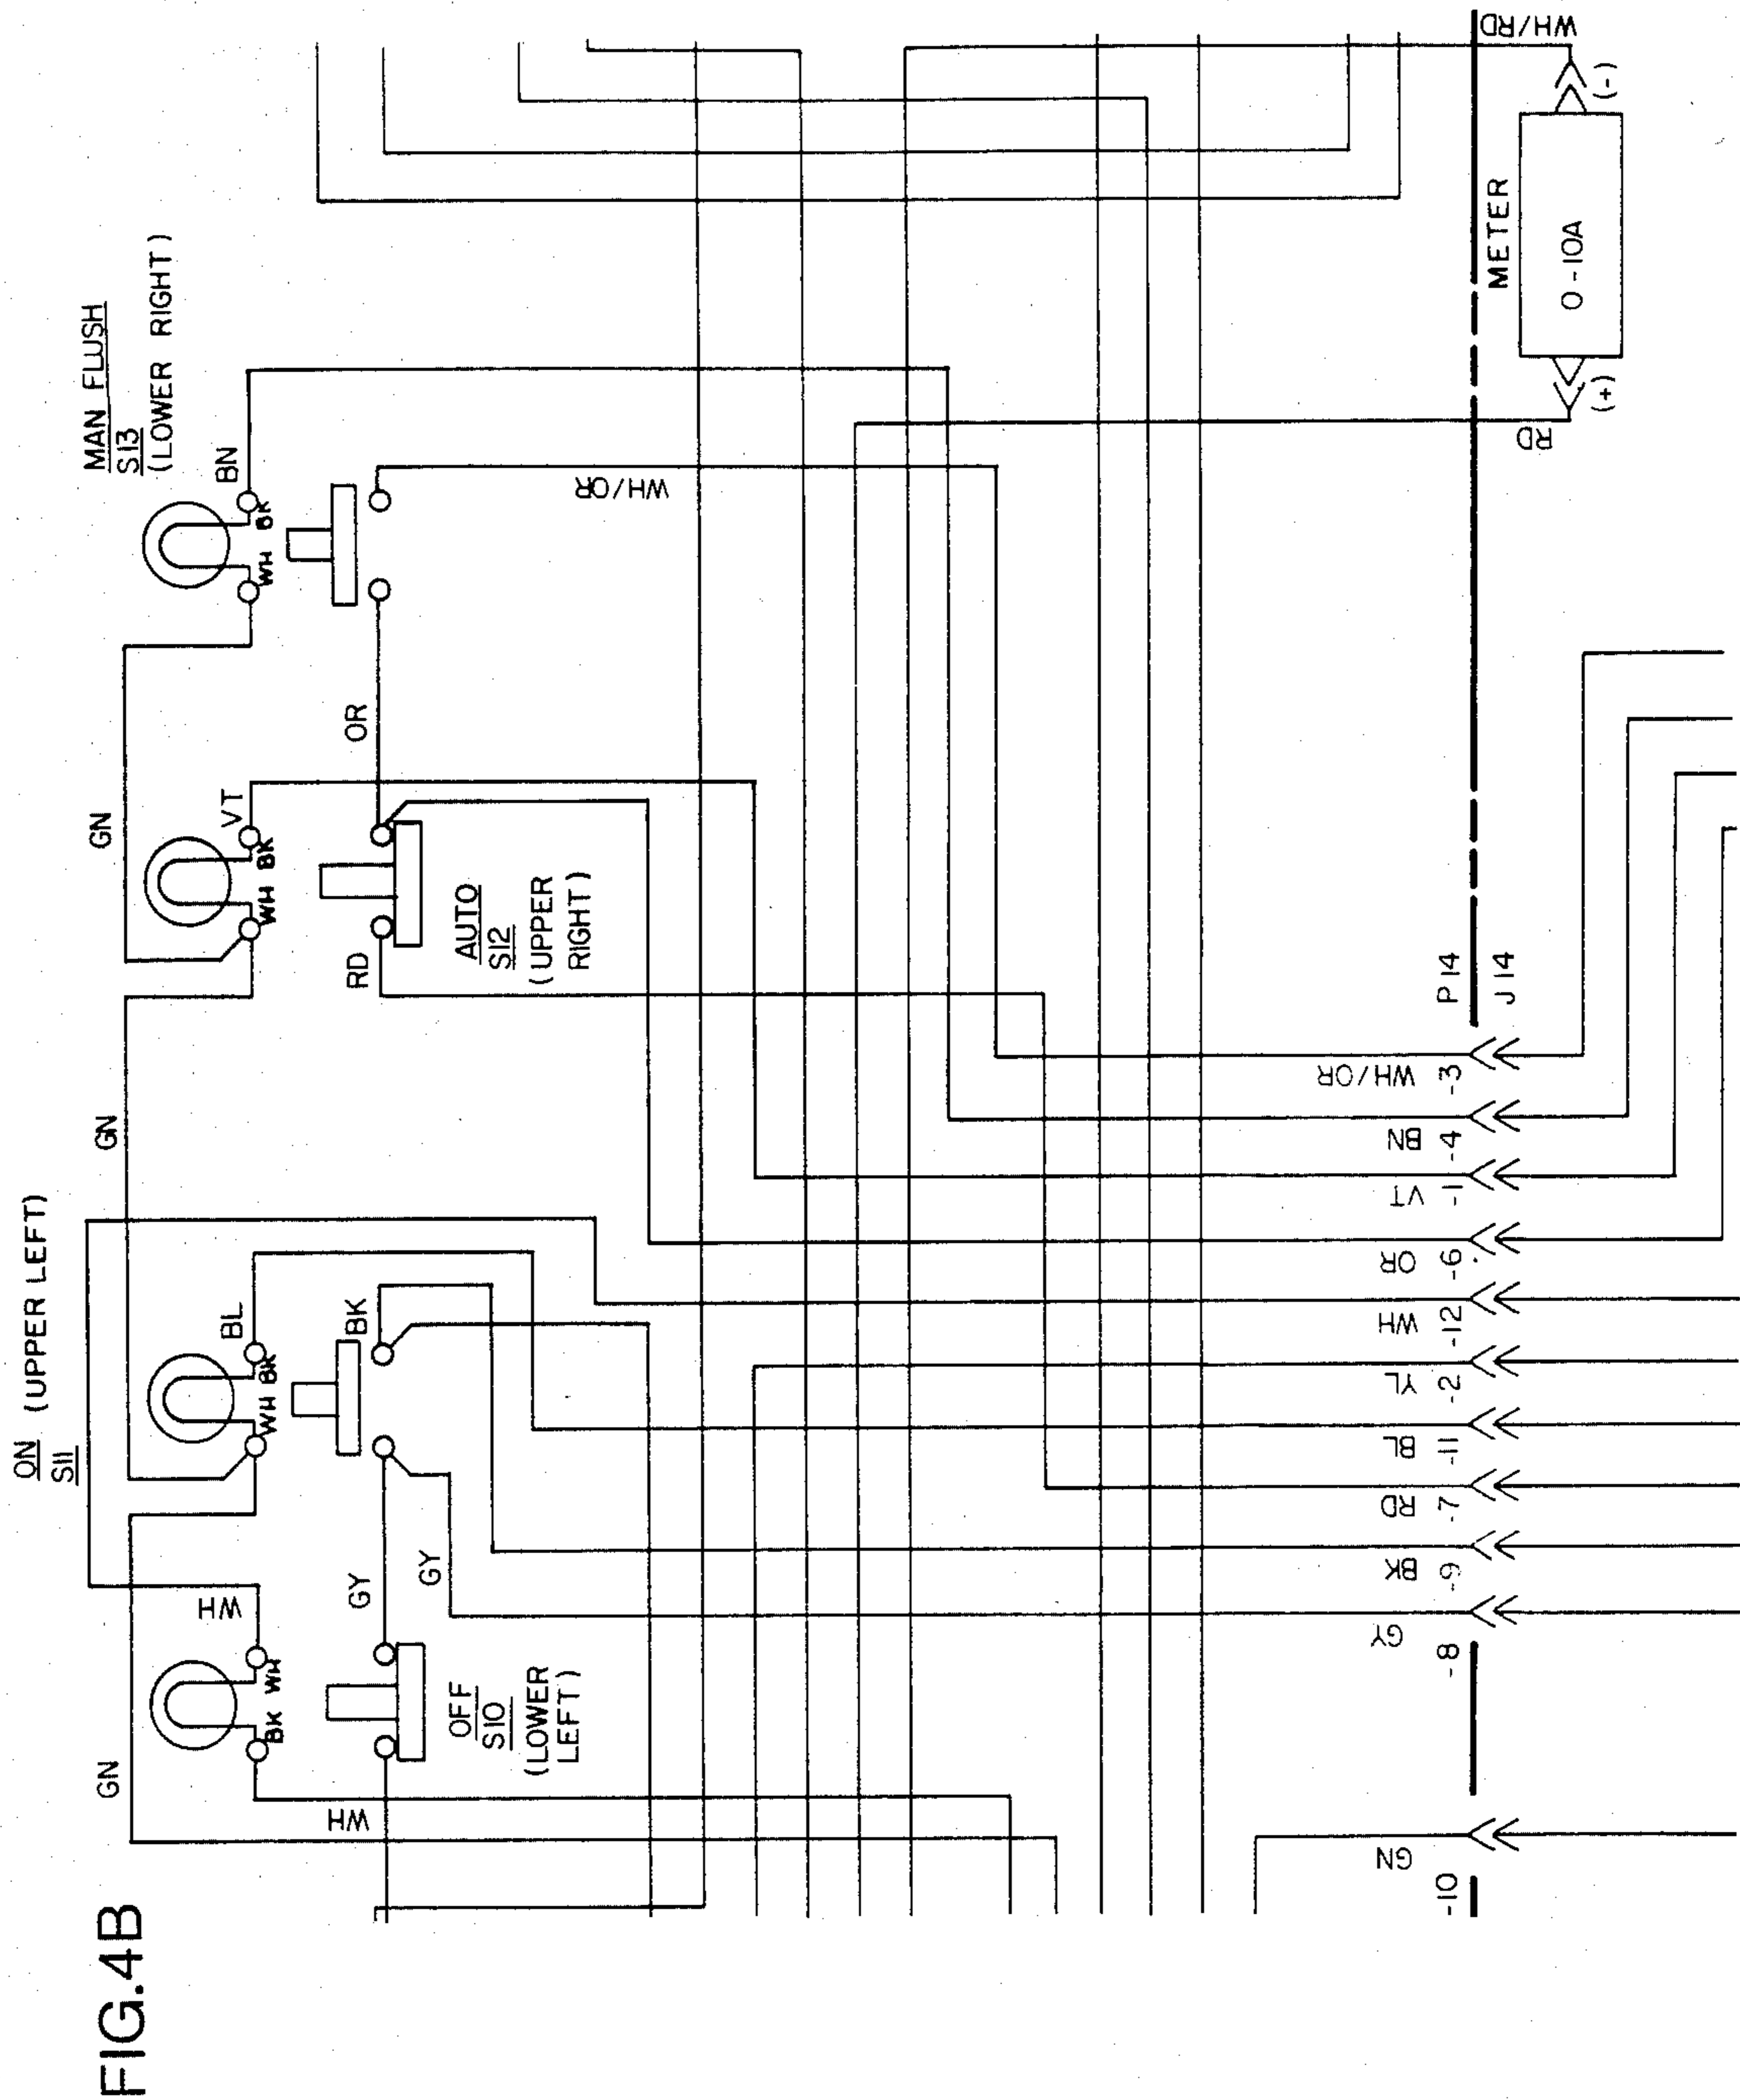 FIG.4B
ON (UPPER LEFT)
S11
MAN FLUSH
S13
(LOWER RIGHT)
GN
GN
GN
WH
BK WH
BL
WH BK
VT
WH BK
BN
WH BK
WH
GY
GY
BK
RD
OR
WH/OR
OFF
S10
(LOWER
LEFT)
AUTO
S12
(UPPER
RIGHT)
GN
GY
BK
RD
BL
YL
WH
OR
VT
BN
WH/OR
-10
-8
-9
-7
-11
-2
-12
-6
-1
-4
-3
P14
J14
RD
WH/RD
METER
0-10A
(+)
(-)